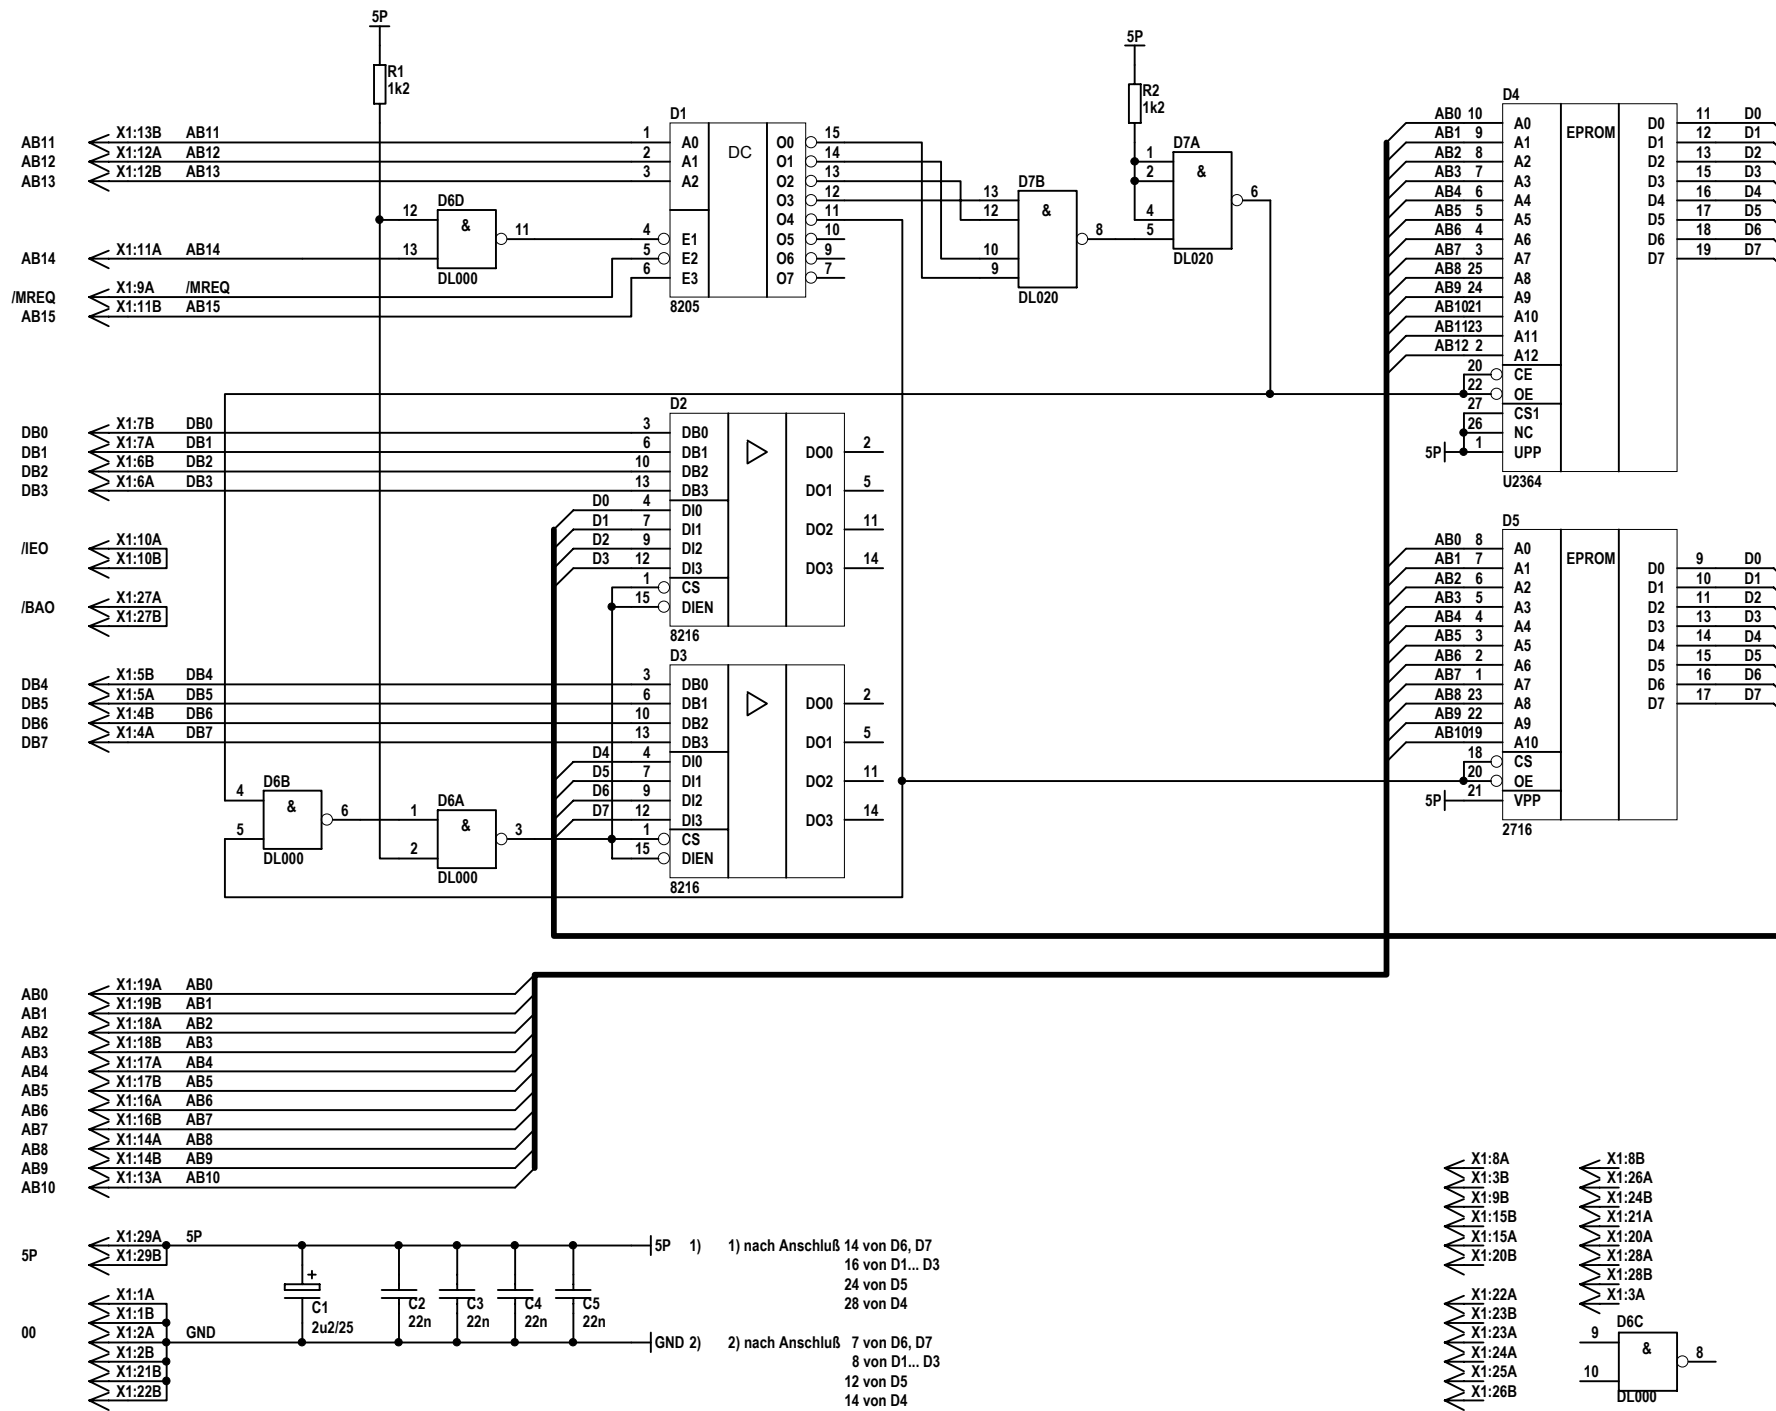 5P
R1
1k2
5P
R2
1k2
AB11 X1:13B AB11
AB12 X1:12A AB12
AB13 X1:12B AB13
AB14 X1:11A AB14
/MREQ X1:9A /MREQ
AB15 X1:11B AB15
D6D
12
&
11
13
DL000
D1
1 A0 DC O0 15
2 A1 O1 14
3 A2 O2 13
O3 12
O4 11
4 E1 O5 10
5 E2 O6 9
6 E3 O7 7
8205
D7B
13
12
&
8
10
9
DL020
D7A
1
2
&
6
4
5
DL020
D4
AB0 10 A0 EPROM D0 11 D0
AB1 9 A1 D1 12 D1
AB2 8 A2 D2 13 D2
AB3 7 A3 D3 15 D3
AB4 6 A4 D4 16 D4
AB5 5 A5 D5 17 D5
AB6 4 A6 D6 18 D6
AB7 3 A7 D7 19 D7
AB8 25 A8
AB9 24 A9
AB10 21 A10
AB11 23 A11
AB12 2 A12
20 CE
22 OE
27 CS1
26 NC
5P 1 UPP
U2364
DB0 X1:7B DB0
DB1 X1:7A DB1
DB2 X1:6B DB2
DB3 X1:6A DB3
/IEO X1:10A
X1:10B
/BAO X1:27A
X1:27B
D2
3 DB0
6 DB1 DO0 2
10 DB2
13 DB3 DO1 5
D0 4 DI0
D1 7 DI1 DO2 11
D2 9 DI2
D3 12 DI3 DO3 14
1 CS
15 DIEN
8216
DB4 X1:5B DB4
DB5 X1:5A DB5
DB6 X1:4B DB6
DB7 X1:4A DB7
D3
3 DB0
6 DB1 DO0 2
10 DB2
13 DB3 DO1 5
D4 4 DI0
D5 7 DI1 DO2 11
D6 9 DI2
D7 12 DI3 DO3 14
1 CS
15 DIEN
8216
D5
AB0 8 A0 EPROM D0 9 D0
AB1 7 A1 D1 10 D1
AB2 6 A2 D2 11 D2
AB3 5 A3 D3 13 D3
AB4 4 A4 D4 14 D4
AB5 3 A5 D5 15 D5
AB6 2 A6 D6 16 D6
AB7 1 A7 D7 17 D7
AB8 23 A8
AB9 22 A9
AB10 19 A10
18 CS
20 OE
5P 21 VPP
2716
D6B
4
&
6
5
DL000
D6A
1
&
3
2
DL000
AB0 X1:19A AB0
AB1 X1:19B AB1
AB2 X1:18A AB2
AB3 X1:18B AB3
AB4 X1:17A AB4
AB5 X1:17B AB5
AB6 X1:16A AB6
AB7 X1:16B AB7
AB8 X1:14A AB8
AB9 X1:14B AB9
AB10 X1:13A AB10
5P X1:29A 5P
X1:29B
X1:1A
X1:1B
00 X1:2A GND
X1:2B
X1:21B
X1:22B
+
C1
2u2/25
C2
22n
C3
22n
C4
22n
C5
22n
5P 1)
GND 2)
1) nach Anschluß 14 von D6, D7
16 von D1... D3
24 von D5
28 von D4
2) nach Anschluß 7 von D6, D7
8 von D1... D3
12 von D5
14 von D4
X1:8A
X1:3B
X1:9B
X1:15B
X1:15A
X1:20B
X1:22A
X1:23B
X1:23A
X1:24A
X1:25A
X1:26B
X1:8B
X1:26A
X1:24B
X1:21A
X1:20A
X1:28A
X1:28B
X1:3A
D6C
9
&
8
10
DL000